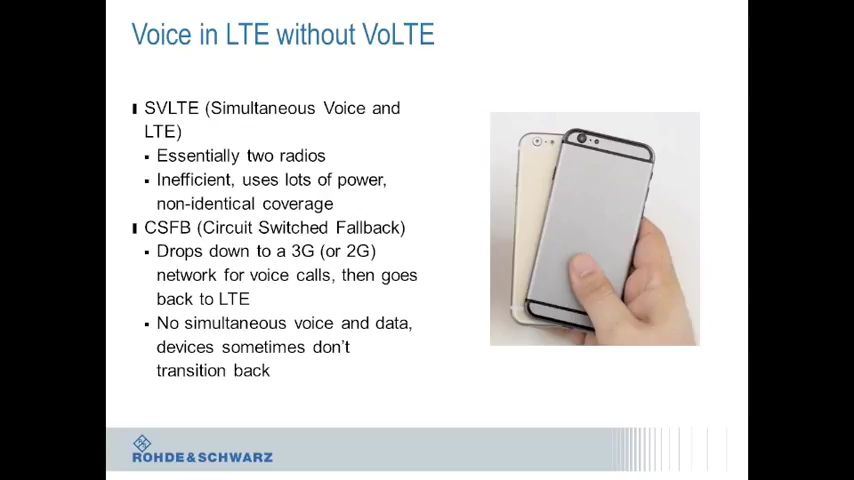 Voice in LTE without VoLTE
SVLTE (Simultaneous Voice and
LTE)
Essentially two radios
Inefficient, uses lots of power,
non-identical coverage
CSFB (Circuit Switched Fallback)
Drops down to a 3G (or 2G)
network for voice calls, then goes
back to LTE
No simultaneous voice and data,
devices sometimes don't
transition back
ROHDE&SCHWARZ